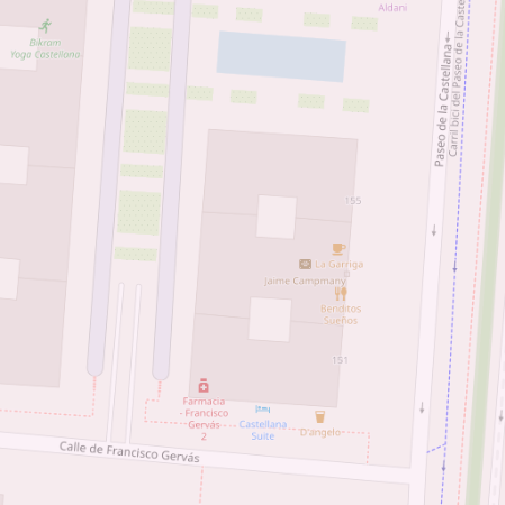 Aldani
Bikram
Yoga Castellana
Paseo de la Castellana
Carril bici del Paseo de la Caste
155
La Garriga
B
Jaime Campmany
Benditos
Sueños
151
Farmacia
- Francisco
Gervás
2
Castellana
Suite
D'angelo
Calle de Francisco Gervás